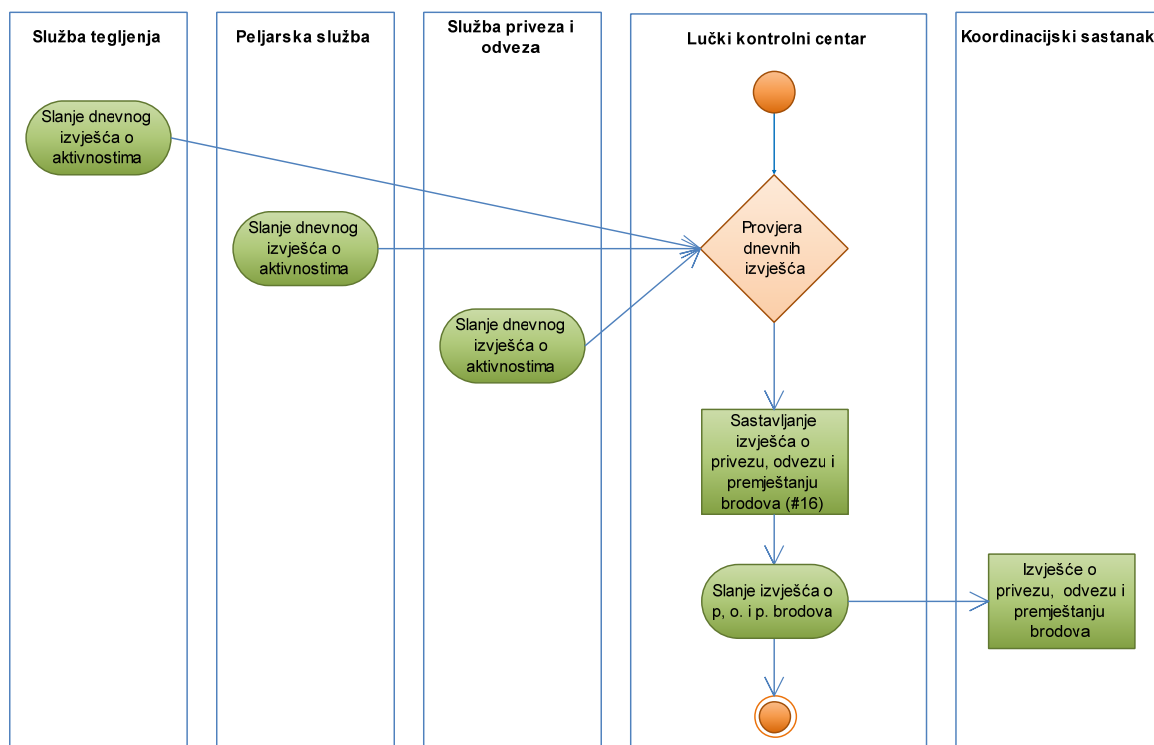 Služba tegljenja
Peljarska služba
Služba priveza i
odveza
Lučki kontrolni centar
Koordinacijski sastanak
Slanje dnevnog
izvješća o
aktivnostima
Slanje dnevnog
izvješća o
aktivnostima
Slanje dnevnog
izvješća o
aktivnostima
Provjera
dnevnih
izvješća
Sastavljanje
izvješća o
privezu, odvezu i
premještanju
brodova (#16)
Slanje izvješća o
p, o. i p. brodova
Izvješće o
privezu, odvezu i
premještanju
brodova